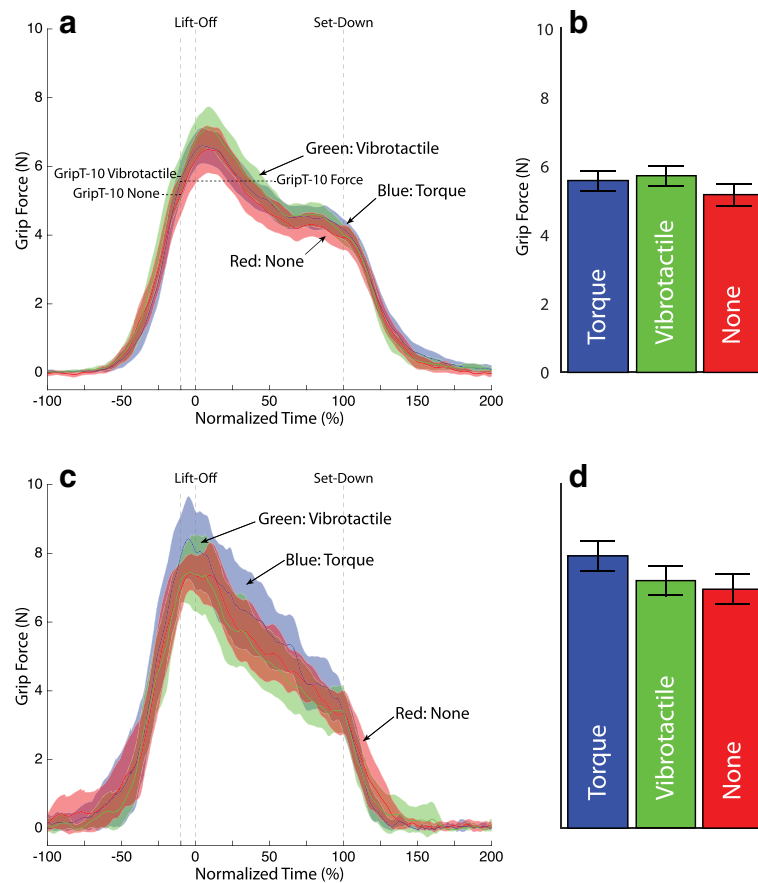 a
Lift-Off
Set-Down
10
8
6
4
2
0
Grip Force (N)
GripT-10 Vibrotactile
GripT-10 None
GripT-10 Force
Green: Vibrotactile
Blue: Torque
Red: None
-100
-50
0
50
100
150
200
Normalized Time (%)
b
10
8
6
4
2
0
Grip Force (N)
Torque
Vibrotactile
None
c
Lift-Off
Set-Down
10
8
6
4
2
0
Grip Force (N)
Green: Vibrotactile
Blue: Torque
Red: None
-100
-50
0
50
100
150
200
Normalized Time (%)
d
Torque
Vibrotactile
None